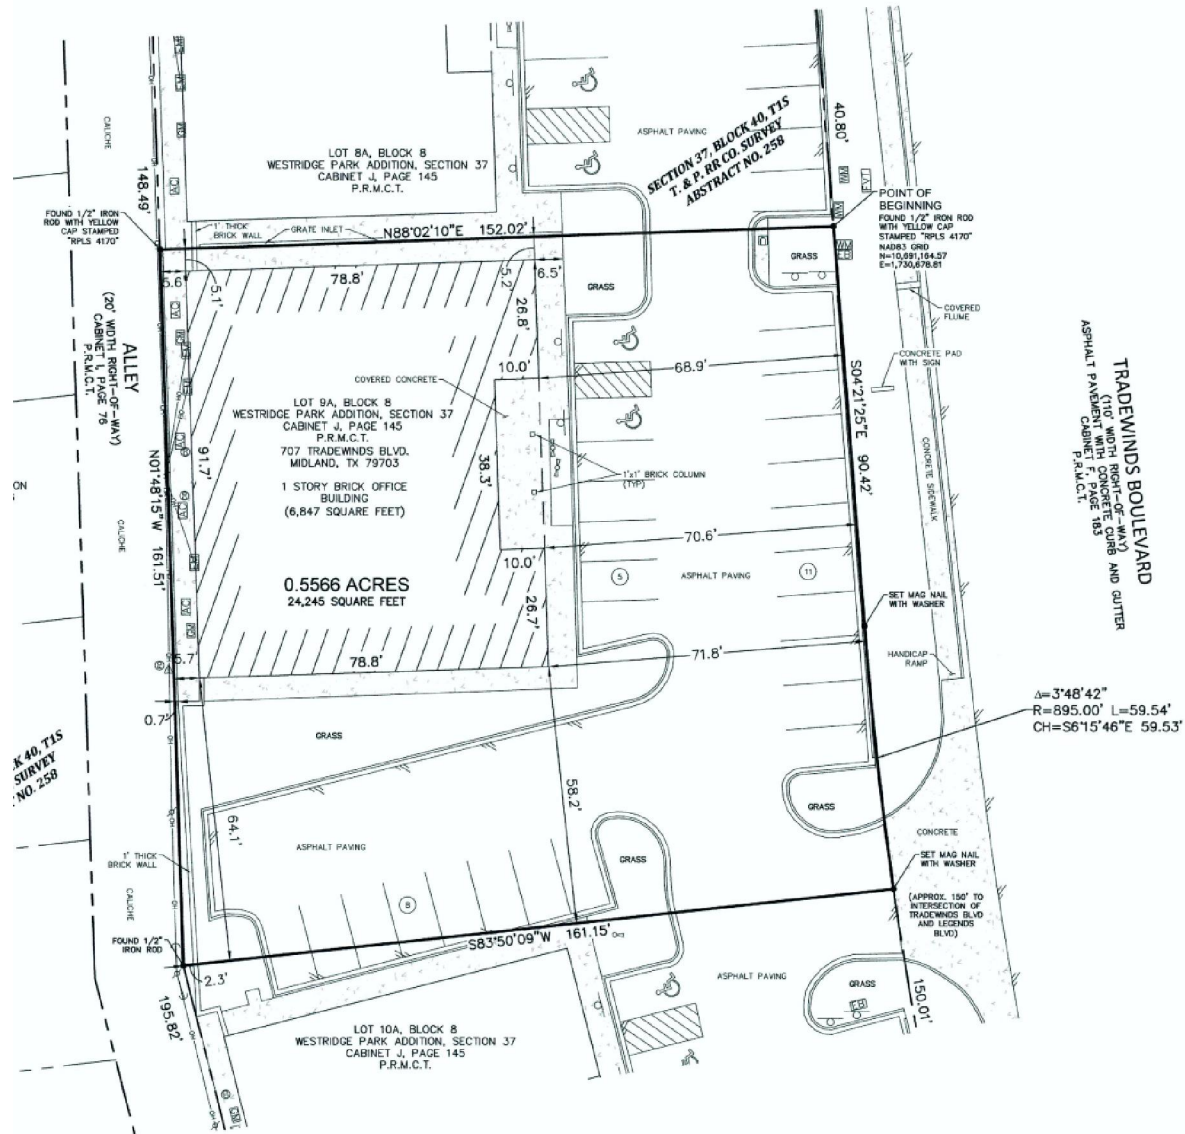 CALICHE
148.49'
LOT 8A, BLOCK 8
WESTRIDGE PARK ADDITION, SECTION 37
CABINET J, PAGE 145
P.R.M.C.T.
ASPHALT PAVING
SECTION 37, BLOCK 40, T1S
T. & P. RR CO. SURVEY
ABSTRACT NO. 258
40.80'
POINT OF
BEGINNING
FOUND 1/2" IRON ROD
WITH YELLOW CAP
STAMPED "RPLS 4170"
NAD83 GRID
N=10,691,164.57
E=1,730,678.81
FOUND 1/2" IRON
ROD WITH YELLOW
CAP STAMPED
"RPLS 4170"
1' THICK
BRICK WALL
GRATE INLET
N88°02'10"E 152.02'
GRASS
GRASS
5.6'
5.1'
78.8'
5.2'
6.5'
26.8'
COVERED
FLUME
CONCRETE PAD
WITH SIGN
ALLEY
(20' WIDTH RIGHT-OF-WAY)
CABINET I, PAGE 76
P.R.M.C.T.
COVERED CONCRETE
10.0'
68.9'
S04°21'25"E 90.42'
TRADEWINDS BOULEVARD
(110' WIDTH RIGHT-OF-WAY)
ASPHALT PAVEMENT WITH CONCRETE CURB AND GUTTER
CABINET F, PAGE 183
P.R.M.C.T.
LOT 9A, BLOCK 8
WESTRIDGE PARK ADDITION, SECTION 37
CABINET J, PAGE 145
P.R.M.C.T.
707 TRADEWINDS BLVD.
MIDLAND, TX 79703
1 STORY BRICK OFFICE
BUILDING
(6,847 SQUARE FEET)
91.7'
38.3'
1'x1' BRICK COLUMN
(TYP)
CONCRETE SIDEWALK
N01°48'15"W 161.51'
ON
CALICHE
70.6'
10.0'
0.5566 ACRES
24,245 SQUARE FEET
26.7'
5
ASPHALT PAVING
11
SET MAG NAIL
WITH WASHER
5.7'
78.8'
71.8'
HANDICAP
RAMP
Δ=3°48'42"
R=895.00' L=59.54'
CH=S6°15'46"E 59.53'
0.7'
GRASS
K 40, T1S
SURVEY
NO. 258
58.2'
64.1'
GRASS
1' THICK
BRICK WALL
ASPHALT PAVING
GRASS
CONCRETE
SET MAG NAIL
WITH WASHER
CALICHE
8
(APPROX. 150' TO
INTERSECTION OF
TRADEWINDS BLVD
AND LEGENDS
BLVD)
FOUND 1/2"
IRON ROD
S83°50'09"W 161.15'
2.3'
ASPHALT PAVING
GRASS
EB
150.01'
195.82'
LOT 10A, BLOCK 8
WESTRIDGE PARK ADDITION, SECTION 37
CABINET J, PAGE 145
P.R.M.C.T.